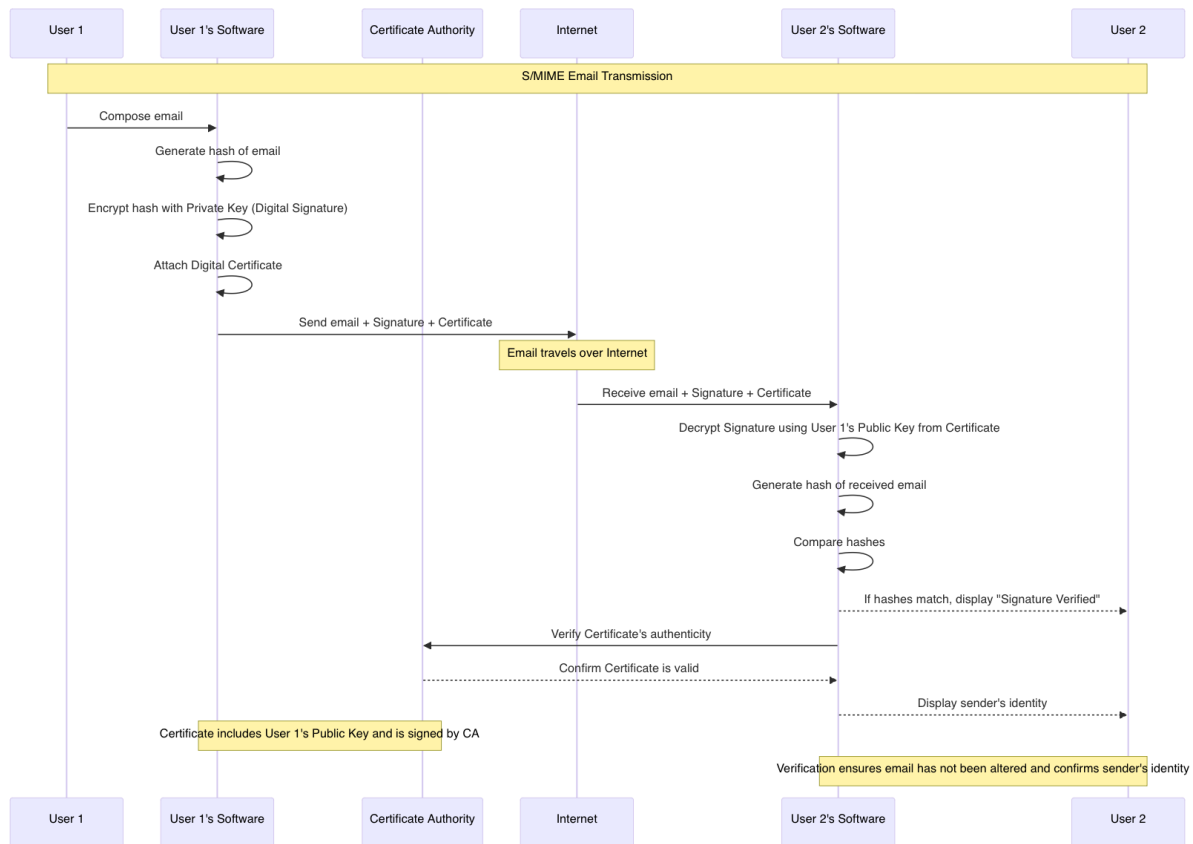 User 1
User 1's Software
Certificate Authority
Internet
User 2's Software
User 2
S/MIME Email Transmission
Compose email
Generate hash of email
Encrypt hash with Private Key (Digital Signature)
Attach Digital Certificate
Send email + Signature + Certificate
Email travels over Internet
Receive email + Signature + Certificate
Decrypt Signature using User 1's Public Key from Certificate
Generate hash of received email
Compare hashes
If hashes match, display "Signature Verified"
Verify Certificate's authenticity
Confirm Certificate is valid
Display sender's identity
Certificate includes User 1's Public Key and is signed by CA
Verification ensures email has not been altered and confirms sender's identity
User 1
User 1's Software
Certificate Authority
Internet
User 2's Software
User 2